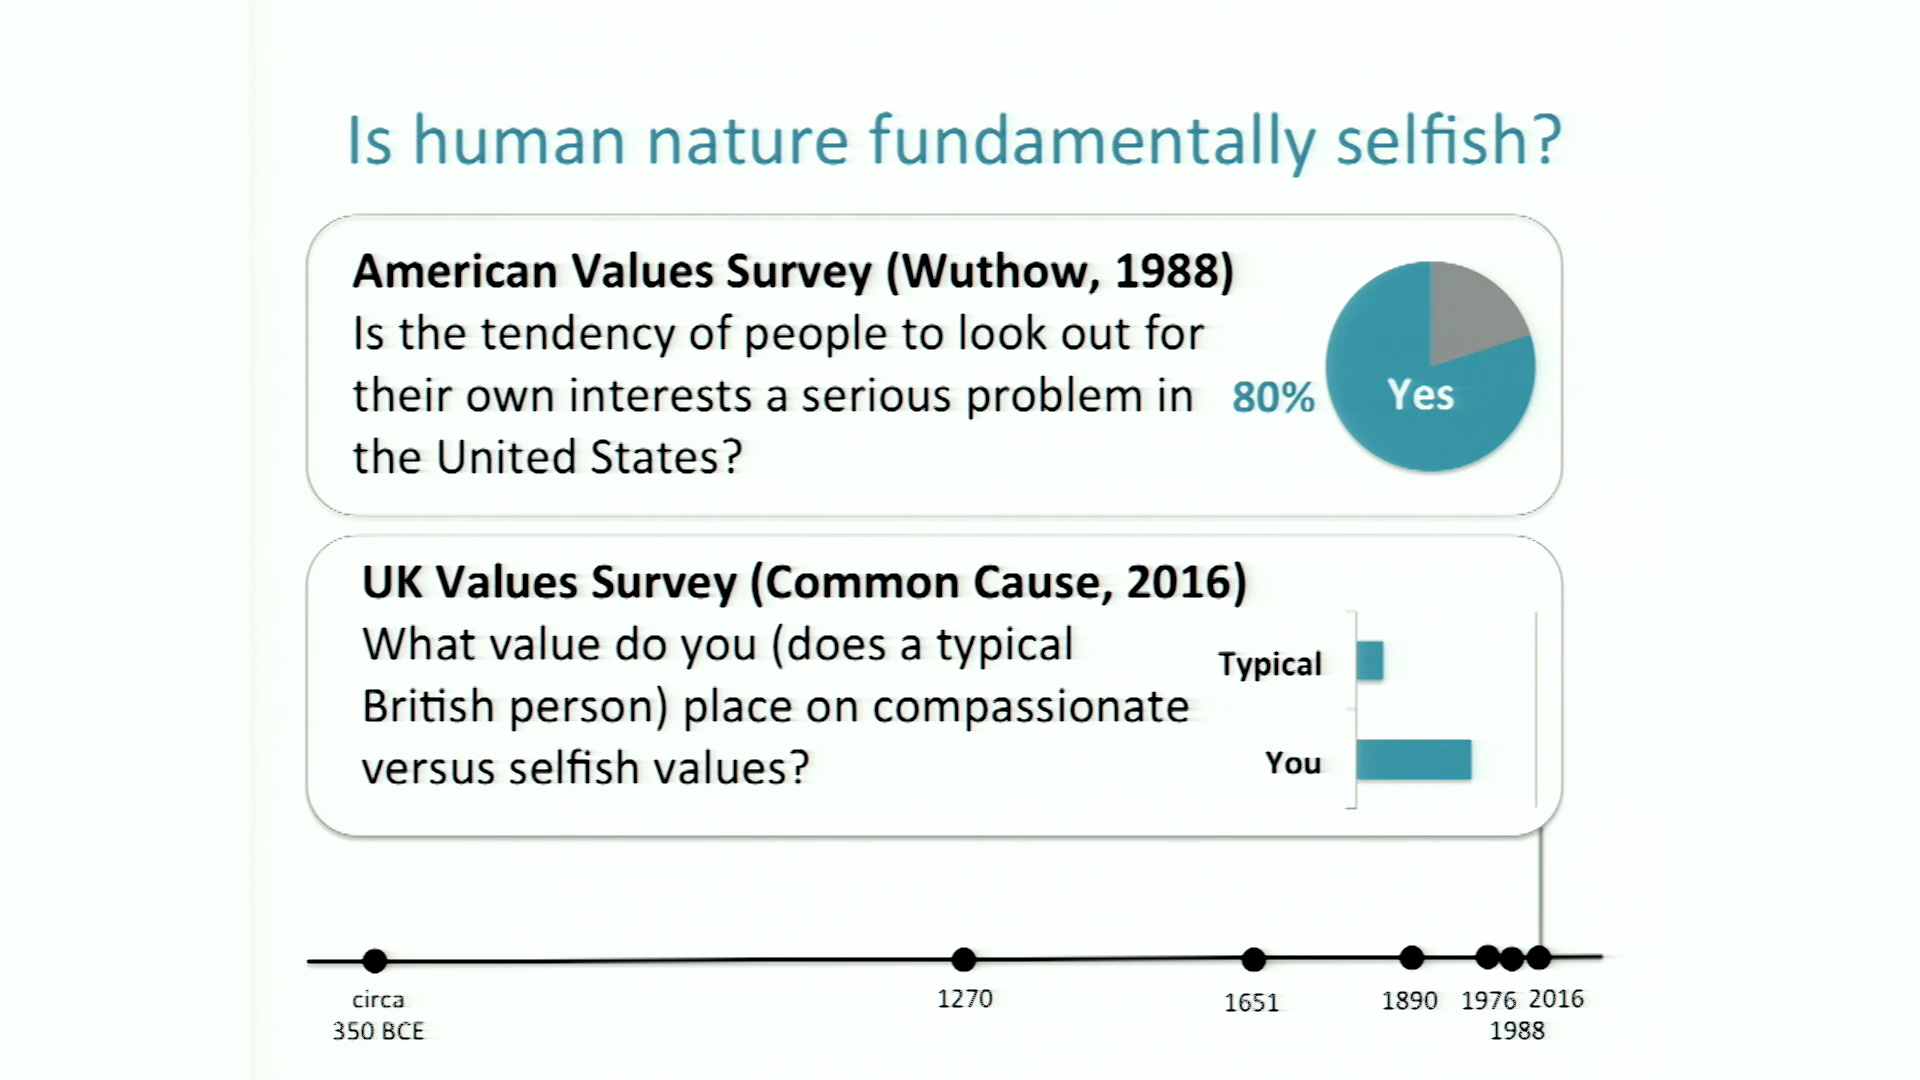 Is human nature fundamentally selfish?
American Values Survey (Wuthow, 1988)
Is the tendency of people to look out for
their own interests a serious problem in
the United States?
80%
Yes
UK Values Survey (Common Cause, 2016)
What value do you (does a typical
British person) place on compassionate
versus selfish values?
Typical
You
circa
350 BCE
1270
1651
1890
1976
1988
2016